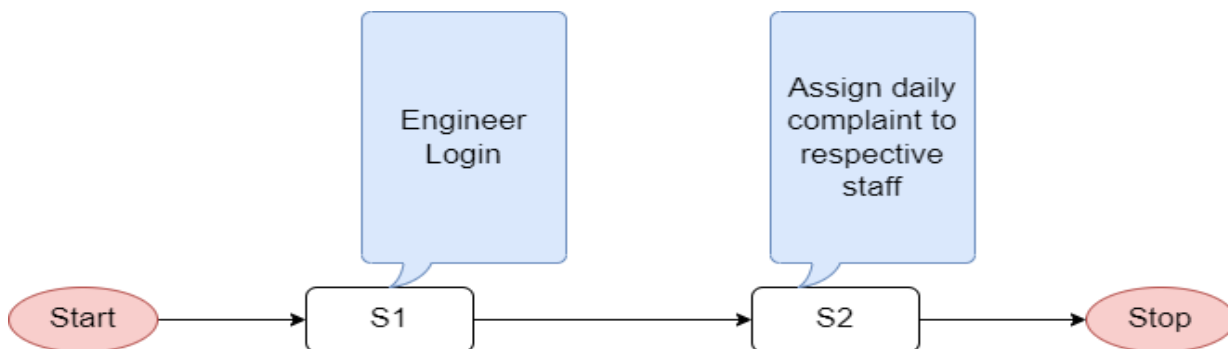 Engineer
Login
Assign daily
complaint to
respective
staff
Start
S1
S2
Stop